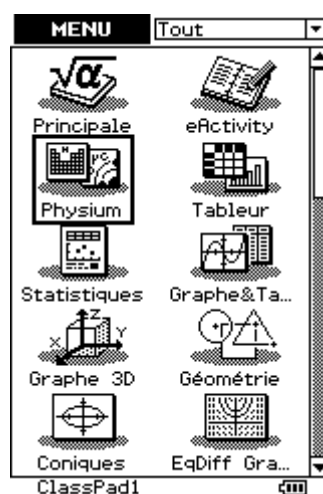 MENU Tout
Principale eActivity
Physium Tableur
Statistiques Graphe&Ta...
Graphe 3D Géométrie
Coniques EqDiff Gra...
ClassPad1